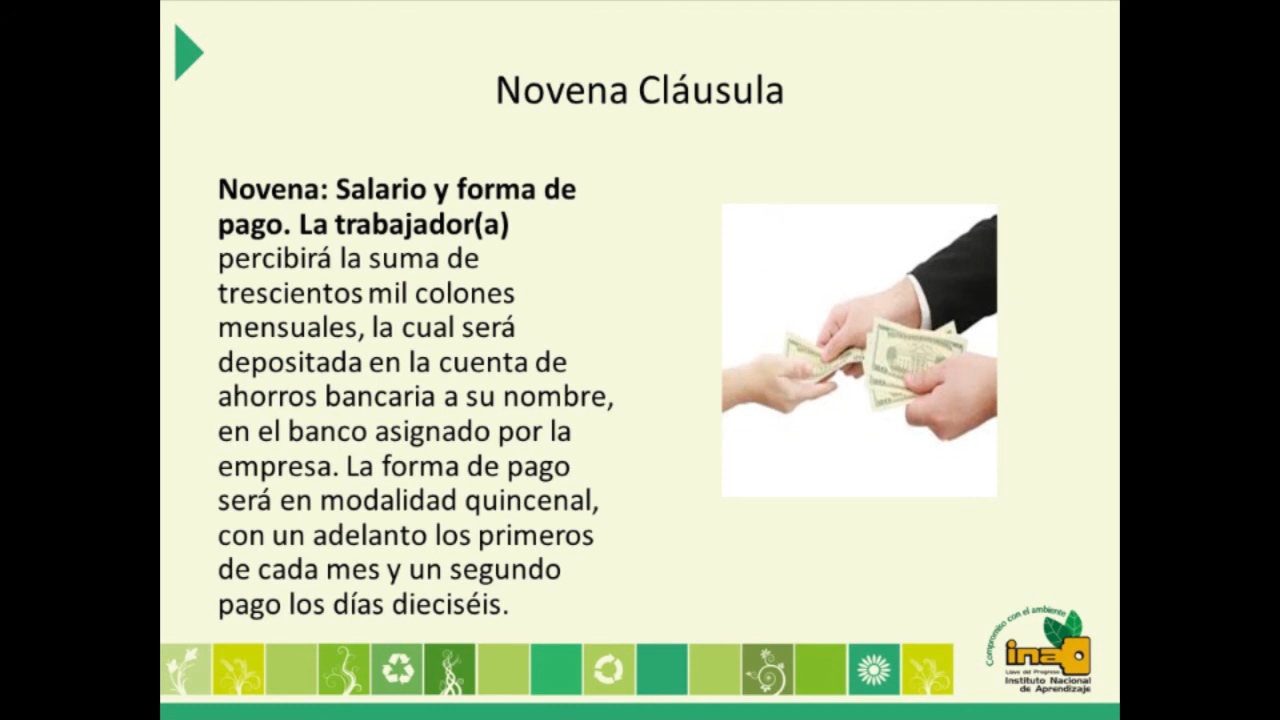 Novena Cláusula
Novena: Salario y forma de
pago. La trabajador(a)
percibirá la suma de
trescientos mil colones
mensuales, la cual será
depositada en la cuenta de
ahorros bancaria a su nombre,
en el banco asignado por la
empresa. La forma de pago
será en modalidad quincenal,
con un adelanto los primeros
de cada mes y un segundo
pago los días dieciséis.
Compromiso con el ambiente
ina
Llave del Progreso
Instituto Nacional
de Aprendizaje